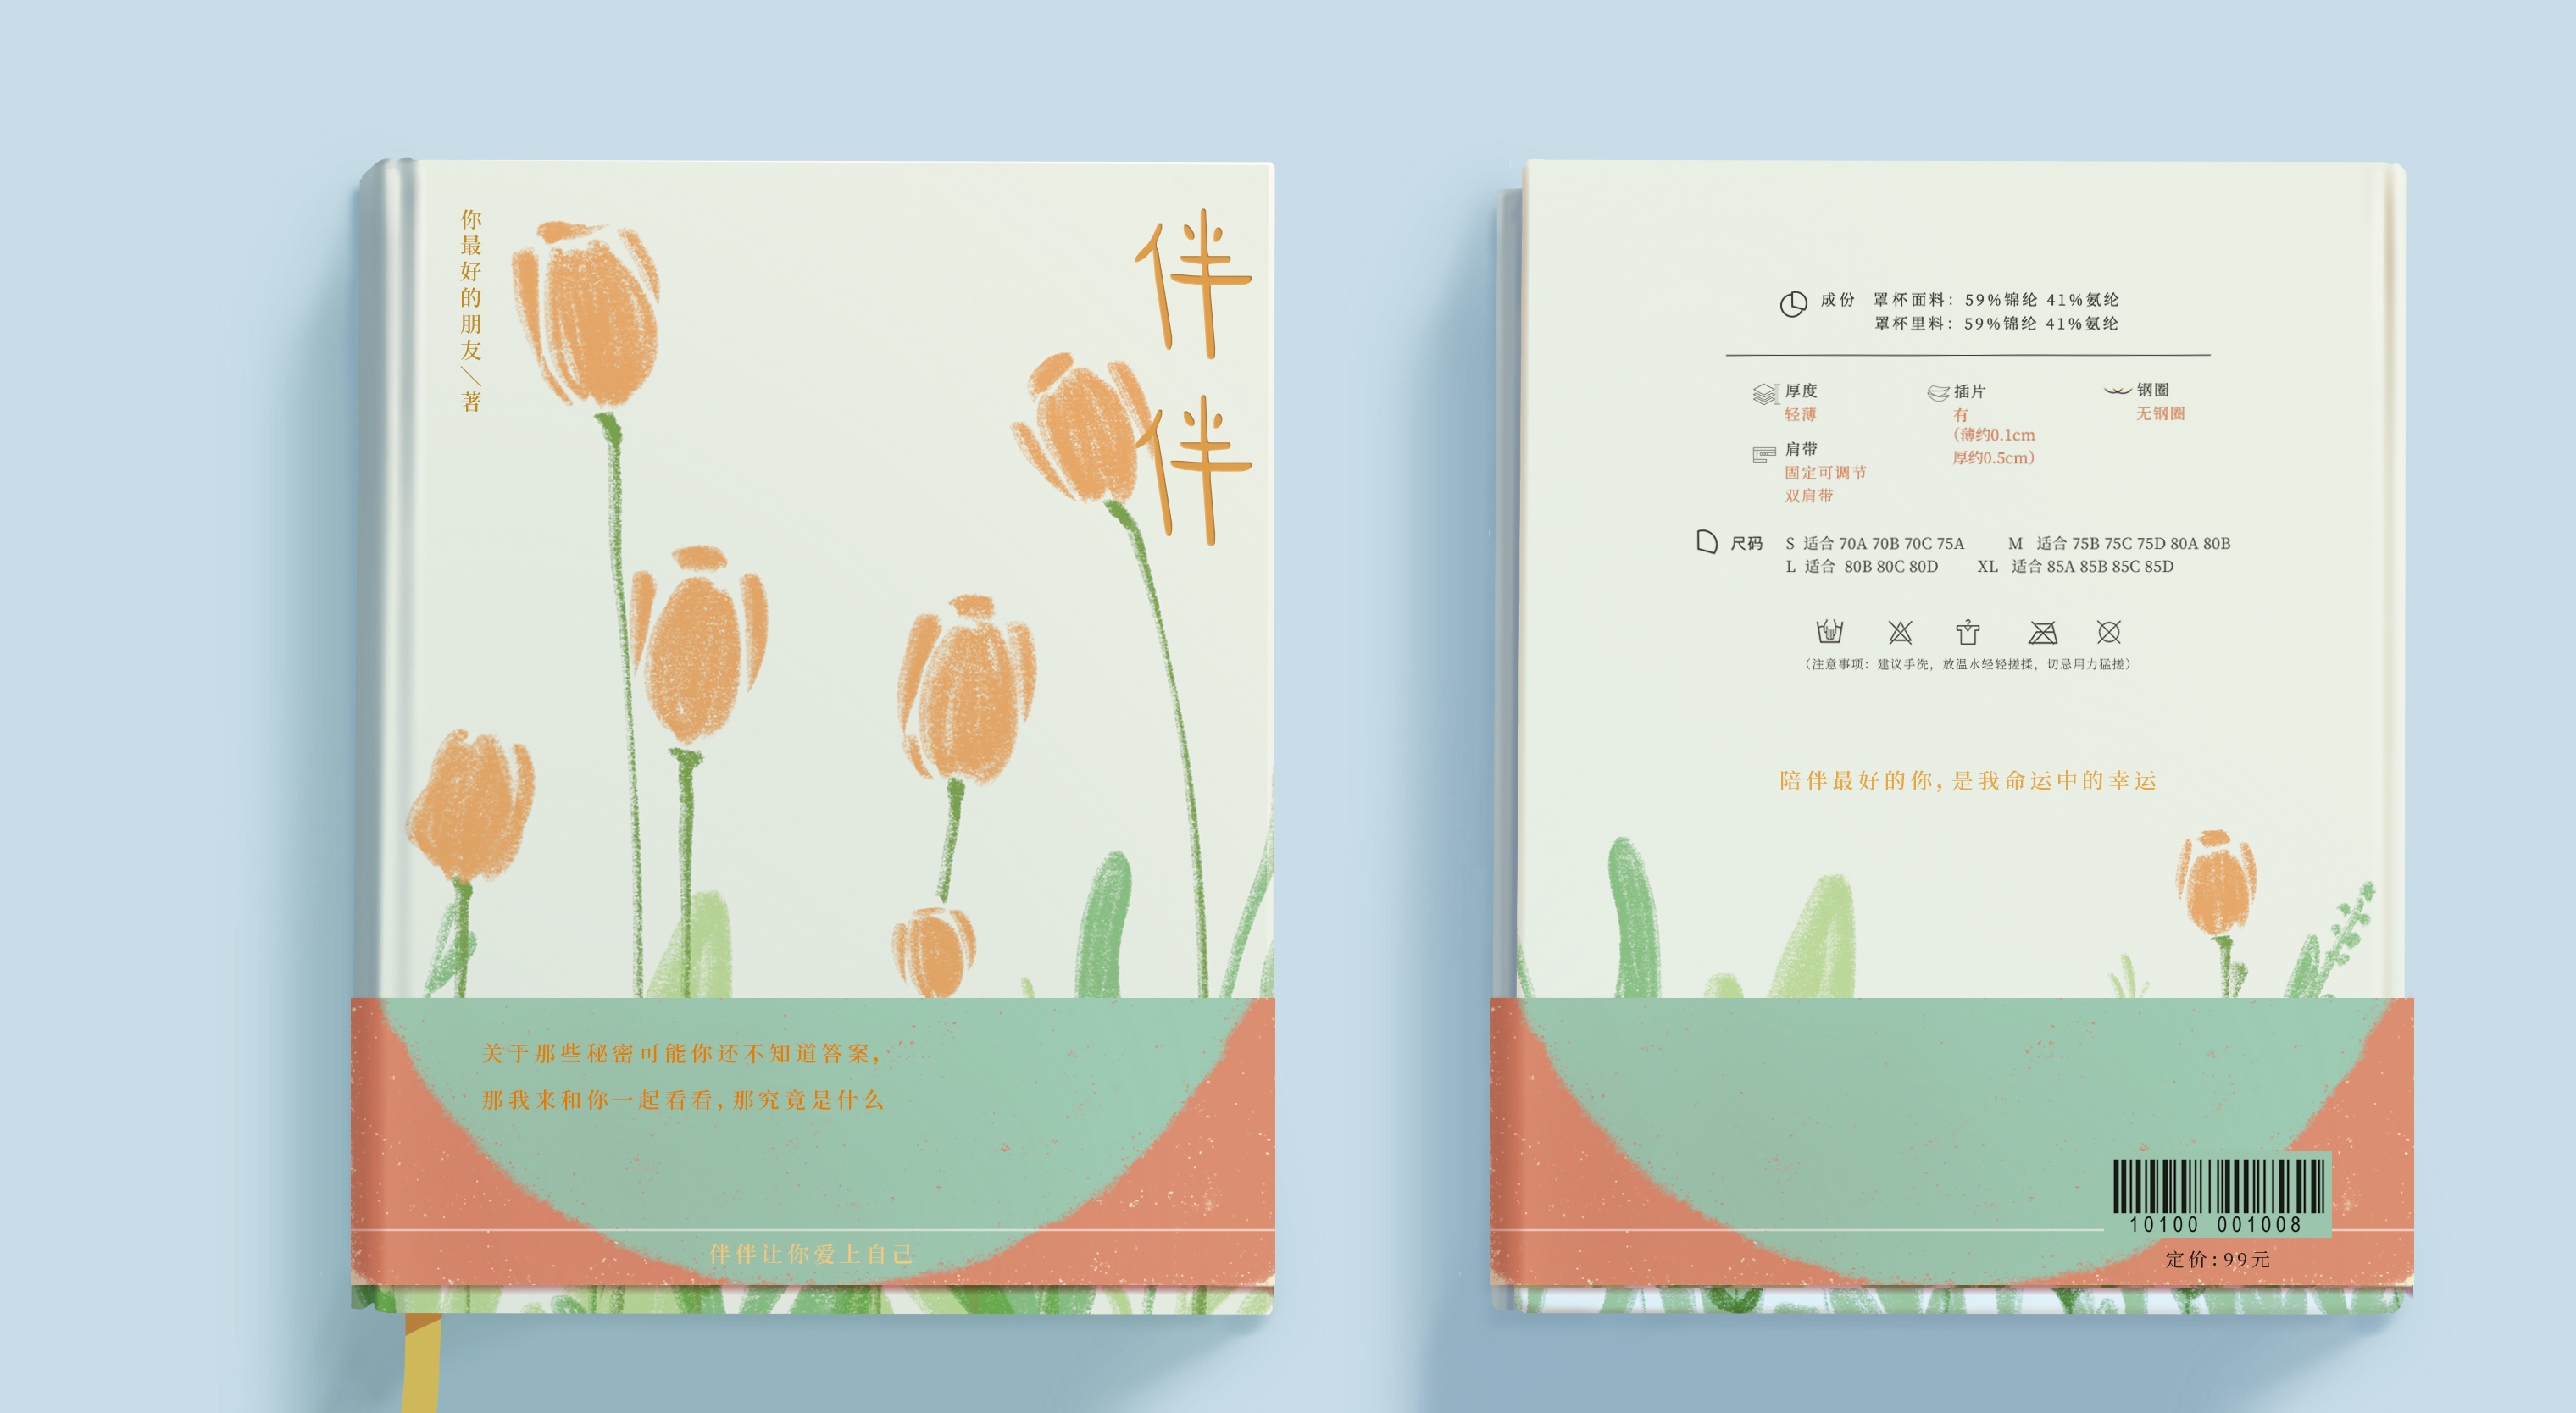 你最好的朋友＼著
伴伴
关于那些秘密可能你还不知道答案，
那我来和你一起看看，那究竟是什么
伴伴让你爱上自己
成份 罩杯面料：59%锦纶 41%氨纶
罩杯里料：59%锦纶 41%氨纶
厚度
轻薄
插片
有
（薄约0.1cm
厚约0.5cm）
钢圈
无钢圈
肩带
固定可调节
双肩带
尺码 S 适合 70A 70B 70C 75A M 适合 75B 75C 75D 80A 80B
L 适合 80B 80C 80D XL 适合 85A 85B 85C 85D
（注意事项：建议手洗，放温水轻轻搓揉，切忌用力猛搓）
陪伴最好的你，是我命运中的幸运
10100 001008
定价：99元